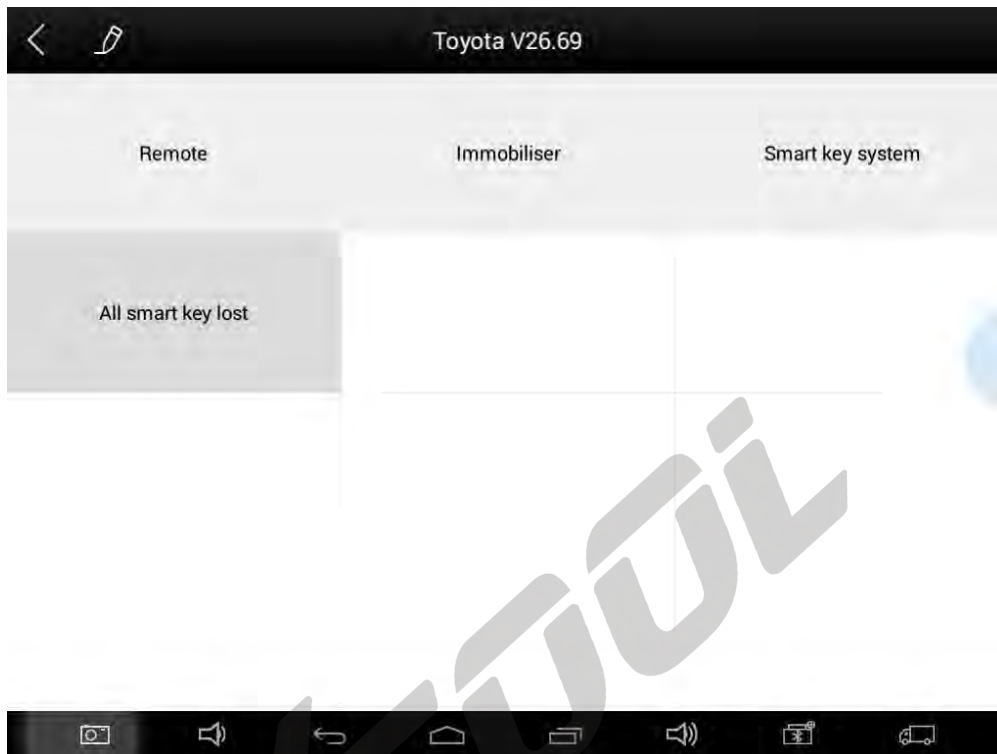 Toyota V26.69
Remote
Immobiliser
Smart key system
All smart key lost